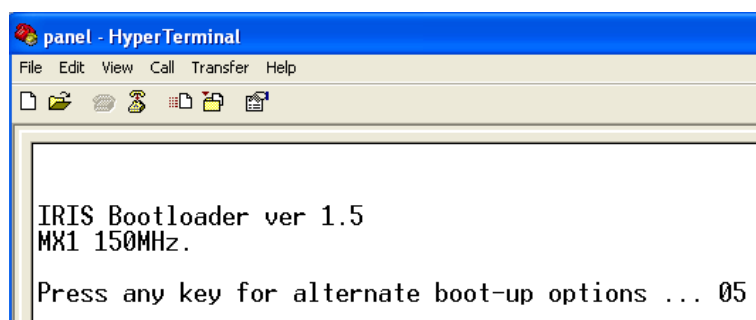 panel - HyperTerminal
File Edit View Call Transfer Help
IRIS Bootloader ver 1.5
MX1 150MHz.
Press any key for alternate boot-up options ... 05